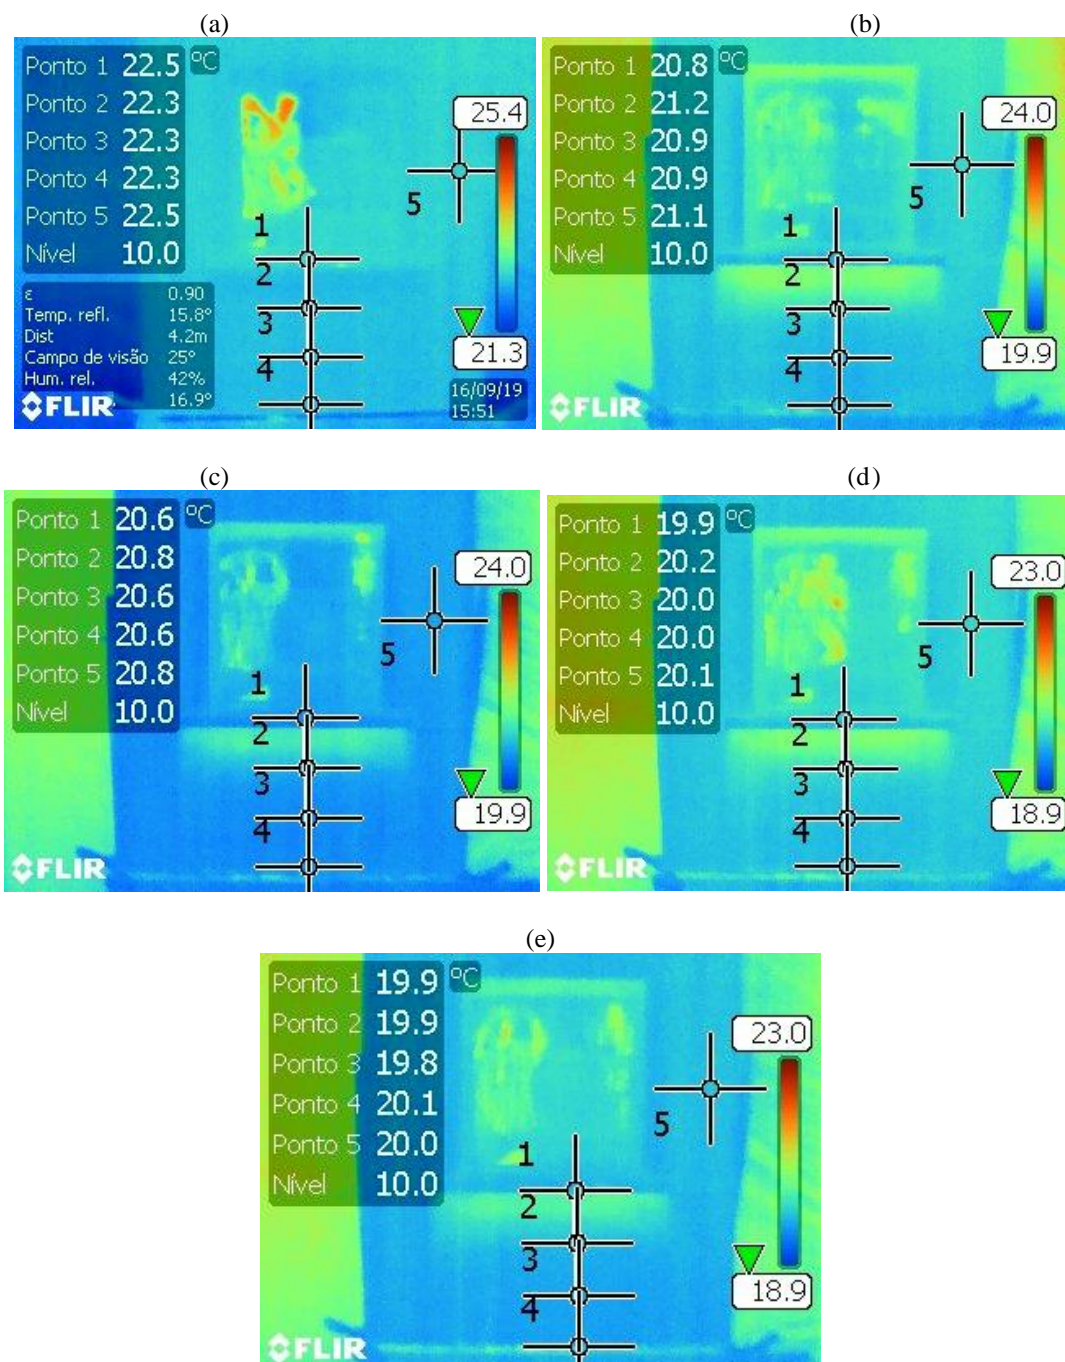 (a)
Ponto 1 22.5 ºC
Ponto 2 22.3
Ponto 3 22.3
Ponto 4 22.3
Ponto 5 22.5
Nível 10.0
ε 0.90
Temp. refl. 15.8°
Dist 4.2m
Campo de visão 25°
Hum. rel. 42%
16.9°
FLIR
25.4
21.3
16/09/19
15:51
1
2
3
4
5
(b)
Ponto 1 20.8 ºC
Ponto 2 21.2
Ponto 3 20.9
Ponto 4 20.9
Ponto 5 21.1
Nível 10.0
FLIR
24.0
19.9
1
2
3
4
5
(c)
Ponto 1 20.6 ºC
Ponto 2 20.8
Ponto 3 20.6
Ponto 4 20.6
Ponto 5 20.8
Nível 10.0
FLIR
24.0
19.9
1
2
3
4
5
(d)
Ponto 1 19.9 ºC
Ponto 2 20.2
Ponto 3 20.0
Ponto 4 20.0
Ponto 5 20.1
Nível 10.0
FLIR
23.0
18.9
1
2
3
4
5
(e)
Ponto 1 19.9 ºC
Ponto 2 19.9
Ponto 3 19.8
Ponto 4 20.1
Ponto 5 20.0
Nível 10.0
FLIR
23.0
18.9
1
2
3
4
5